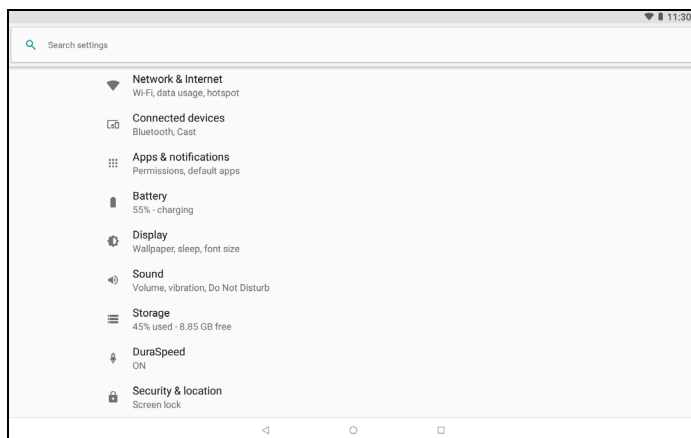 11:30
Search settings
Network & Internet
Wi-Fi, data usage, hotspot
Connected devices
Bluetooth, Cast
Apps & notifications
Permissions, default apps
Battery
55% - charging
Display
Wallpaper, sleep, font size
Sound
Volume, vibration, Do Not Disturb
Storage
45% used - 8.85 GB free
DuraSpeed
ON
Security & location
Screen lock